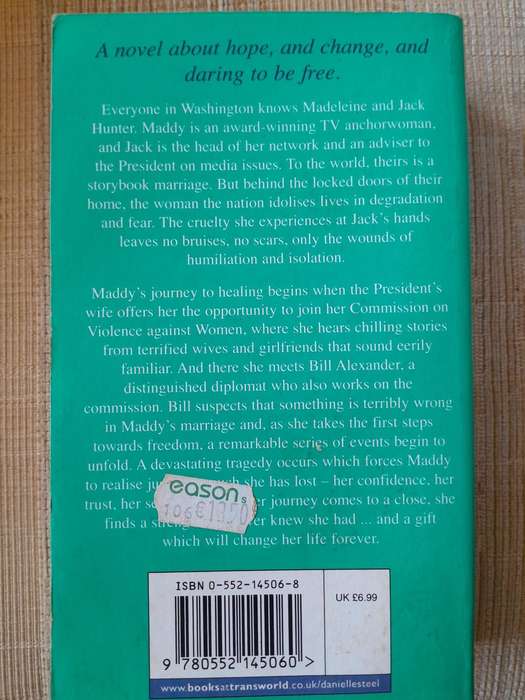 A novel about hope, and change, and
daring to be free.
Everyone in Washington knows Madeleine and Jack
Hunter. Maddy is an award-winning TV anchorwoman,
and Jack is the head of her network and an adviser to
the President on media issues. To the world, theirs is a
storybook marriage. But behind the locked doors of their
home, the woman the nation idolises lives in degradation
and fear. The cruelty she experiences at Jack's hands
leaves no bruises, no scars, only the wounds of
humiliation and isolation.
Maddy's journey to healing begins when the President's
wife offers her the opportunity to join her Commission on
Violence against Women, where she hears chilling stories
from terrified wives and girlfriends that sound eerily
familiar. And there she meets Bill Alexander, a
distinguished diplomat who also works on the
commission. Bill suspects that something is terribly wrong
in Maddy's marriage and, as she takes the first steps
towards freedom, a remarkable series of events begin to
unfold. A devastating tragedy occurs which forces Maddy
to realise she has lost – her confidence, her
trust, her journey comes to a close, she
finds a knew she had ... and a gift
which will change her life forever.
easons
ISBN 0-552-14506-8
UK £6.99
9 780552 145060 >
www.booksattransworld.co.uk/daniellesteel